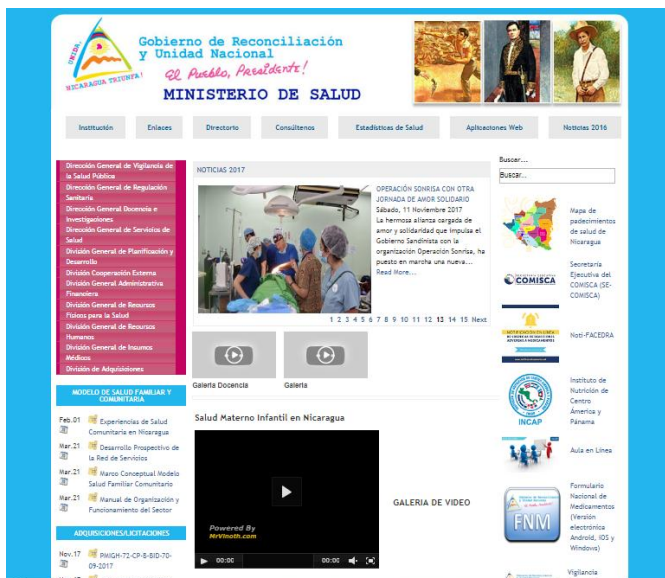 UNIDA,
NICARAGUA TRIUNFA!
Gobierno de Reconciliación
y Unidad Nacional
El Pueblo, Presidente!
MINISTERIO DE SALUD
Institución
Enlaces
Directorio
Consúltenos
Estadísticas de Salud
Aplicaciones Web
Noticias 2016
Dirección General de Vigilancia de
la Salud Pública
Dirección General de Regulación
Sanitaria
Dirección General Docencia e
Investigaciones
Dirección General de Servicios de
Salud
División General de Planificación y
Desarrollo
División Cooperación Externa
División General Administrativa
Financiera
División General de Recursos
Físicos para la Salud
División General de Recursos
Humanos
División General de Insumos
Médicos
División de Adquisiciones
MODELO DE SALUD FAMILIAR Y
COMUNITARIA
Feb.01 Experiencias de Salud
Comunitaria en Nicaragua
Mar.21 Desarrollo Prospectivo de
la Red de Servicios
Mar.21 Marco Conceptual Modelo
Salud Familiar Comunitario
Mar.21 Manual de Organización y
Funcionamiento del Sector
ADQUISICIONES/LICITACIONES
Nov.17 PMIGH-72-CP-B-BID-70-
09-2017
NOTICIAS 2017
OPERACIÓN SONRISA CON OTRA
JORNADA DE AMOR SOLIDARIO
Sábado, 11 Noviembre 2017
La hermosa alianza cargada de
amor y solidaridad que impulsa el
Gobierno Sandinista con la
organización Operación Sonrisa, ha
puesto en marcha una nueva...
Read More...
1 2 3 4 5 6 7 8 9 10 11 12 13 14 15 Next
Galeria Docencia
Galeria
Salud Materno Infantil en Nicaragua
Powered By
MrVinoth.com
00:00
00:00
GALERIA DE VIDEO
Buscar...
Buscar...
Mapa de
padecimientos
de salud de
Nicaragua
COMISCA
Secretaria
Ejecutiva del
COMISCA (SE-
COMISCA)
Noti-FACEDRA
INCAP
Instituto de
Nutrición de
Centro
America y
Pánama
Aula en Línea
FNM
Formulario
Nacional de
Medicamentos
(Versión
electrónica
Android, IOS y
Windows)
Vigilancia